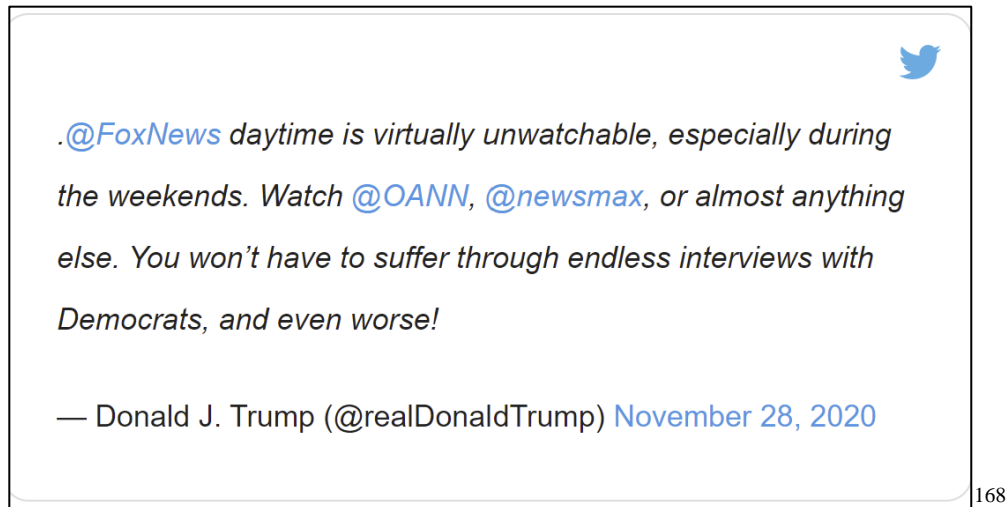 .@FoxNews daytime is virtually unwatchable, especially during
the weekends. Watch @OANN, @newsmax, or almost anything
else. You won’t have to suffer through endless interviews with
Democrats, and even worse!
— Donald J. Trump (@realDonaldTrump) November 28, 2020
168